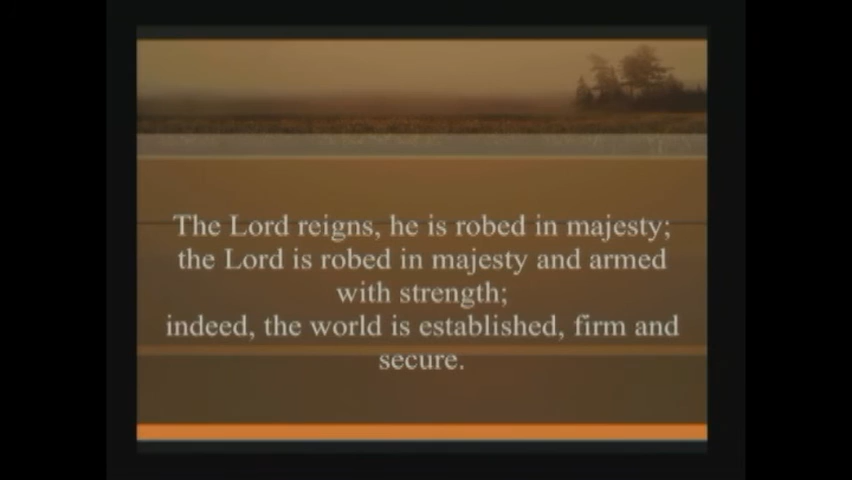 The Lord reigns, he is robed in majesty;
the Lord is robed in majesty and armed
with strength;
indeed, the world is established, firm and
secure.